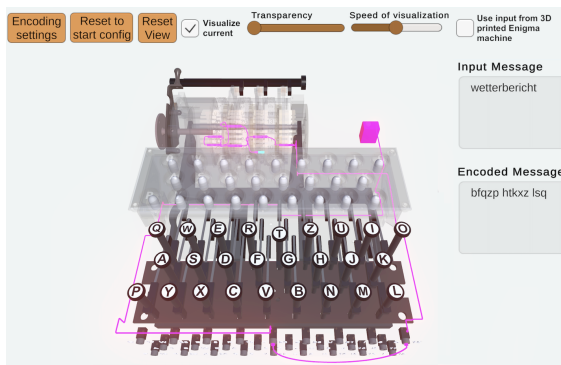 Encoding settings
Reset to start config
Reset View
Visualize current
Transparency
Speed of visualization
Use input from 3D printed Enigma machine
Input Message
wetterbericht
Encoded Message
bfqzp htkxz lsq
Q W E R T Z U I O
A S D F G H J K
P Y X C V B N M L